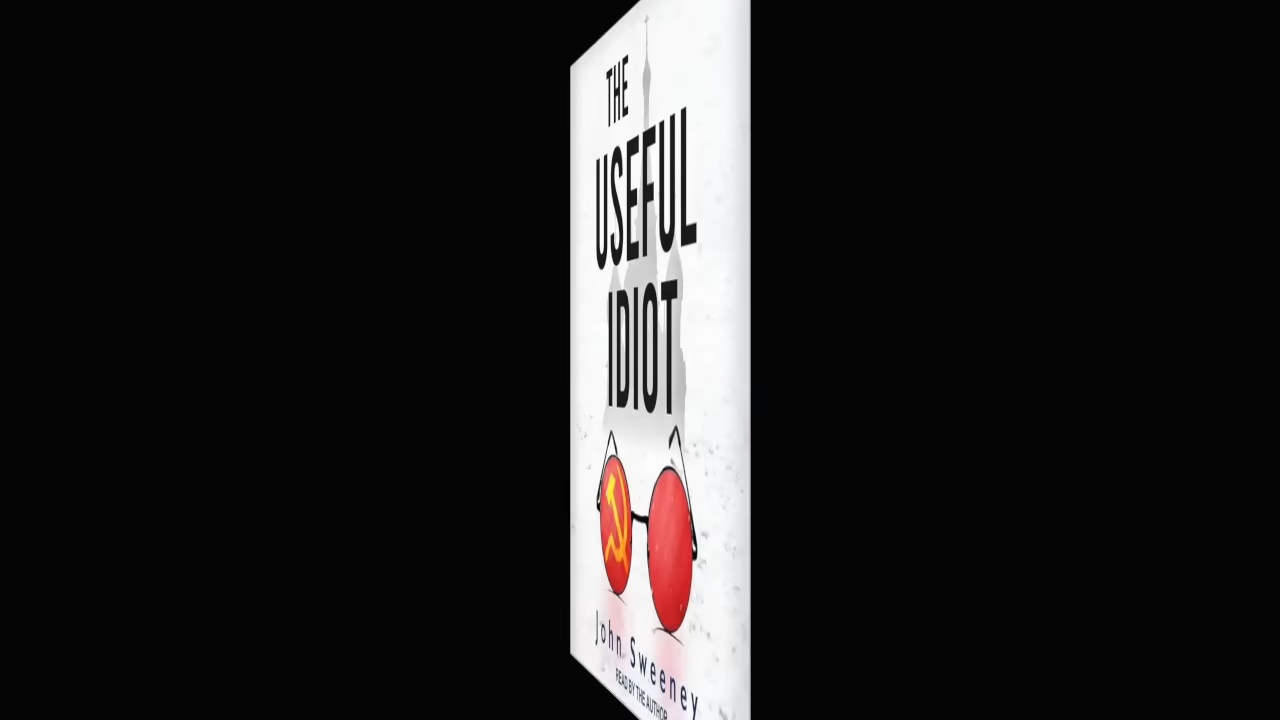 THE
USEFUL
IDIOT
John Sweeney
READ BY THE AUTHOR